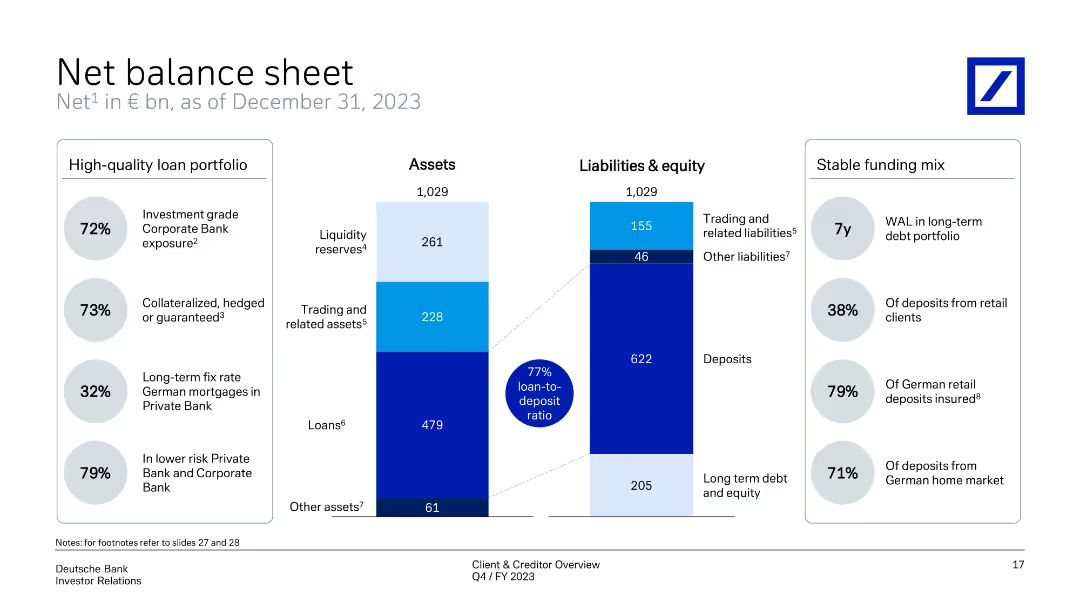 Net balance sheet
Net¹ in € bn, as of December 31, 2023
High-quality loan portfolio
72%
Investment grade
Corporate Bank
exposure²
73%
Collateralized, hedged
or guaranteed³
32%
Long-term fix rate
German mortgages in
Private Bank
79%
In lower risk Private
Bank and Corporate
Bank
Assets
1,029
Liquidity
reserves⁴
261
Trading and
related assets⁵
228
Loans⁶
479
Other assets⁷
61
77%
loan-to-
deposit
ratio
Liabilities & equity
1,029
155
Trading and
related liabilities⁵
46
Other liabilities⁷
622
Deposits
205
Long term debt
and equity
Stable funding mix
7y
WAL in long-term
debt portfolio
38%
Of deposits from retail
clients
79%
Of German retail
deposits insured⁸
71%
Of deposits from
German home market
Notes: for footnotes refer to slides 27 and 28
Deutsche Bank
Investor Relations
Client & Creditor Overview
Q4 / FY 2023
17